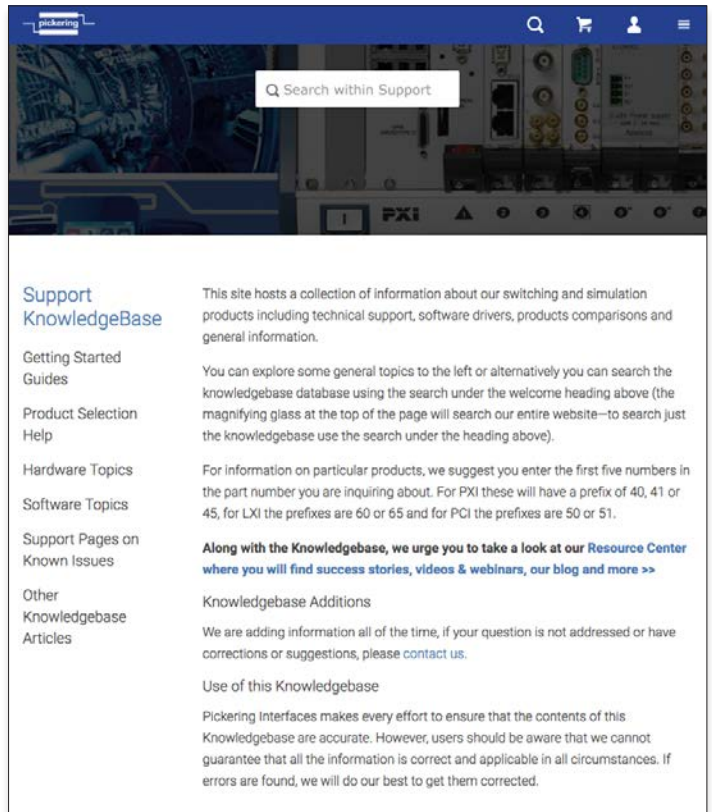 pickering
Search within Support
PXI
Support
KnowledgeBase
Getting Started
Guides
Product Selection
Help
Hardware Topics
Software Topics
Support Pages on
Known Issues
Other
Knowledgebase
Articles
This site hosts a collection of information about our switching and simulation
products including technical support, software drivers, products comparisons and
general information.
You can explore some general topics to the left or alternatively you can search the
knowledgebase database using the search under the welcome heading above (the
magnifying glass at the top of the page will search our entire website—to search just
the knowledgebase use the search under the heading above).
For information on particular products, we suggest you enter the first five numbers in
the part number you are inquiring about. For PXI these will have a prefix of 40, 41 or
45, for LXI the prefixes are 60 or 65 and for PCI the prefixes are 50 or 51.
Along with the Knowledgebase, we urge you to take a look at our Resource Center
where you will find success stories, videos & webinars, our blog and more >>
Knowledgebase Additions
We are adding information all of the time, if your question is not addressed or have
corrections or suggestions, please contact us.
Use of this Knowledgebase
Pickering Interfaces makes every effort to ensure that the contents of this
Knowledgebase are accurate. However, users should be aware that we cannot
guarantee that all the information is correct and applicable in all circumstances. If
errors are found, we will do our best to get them corrected.